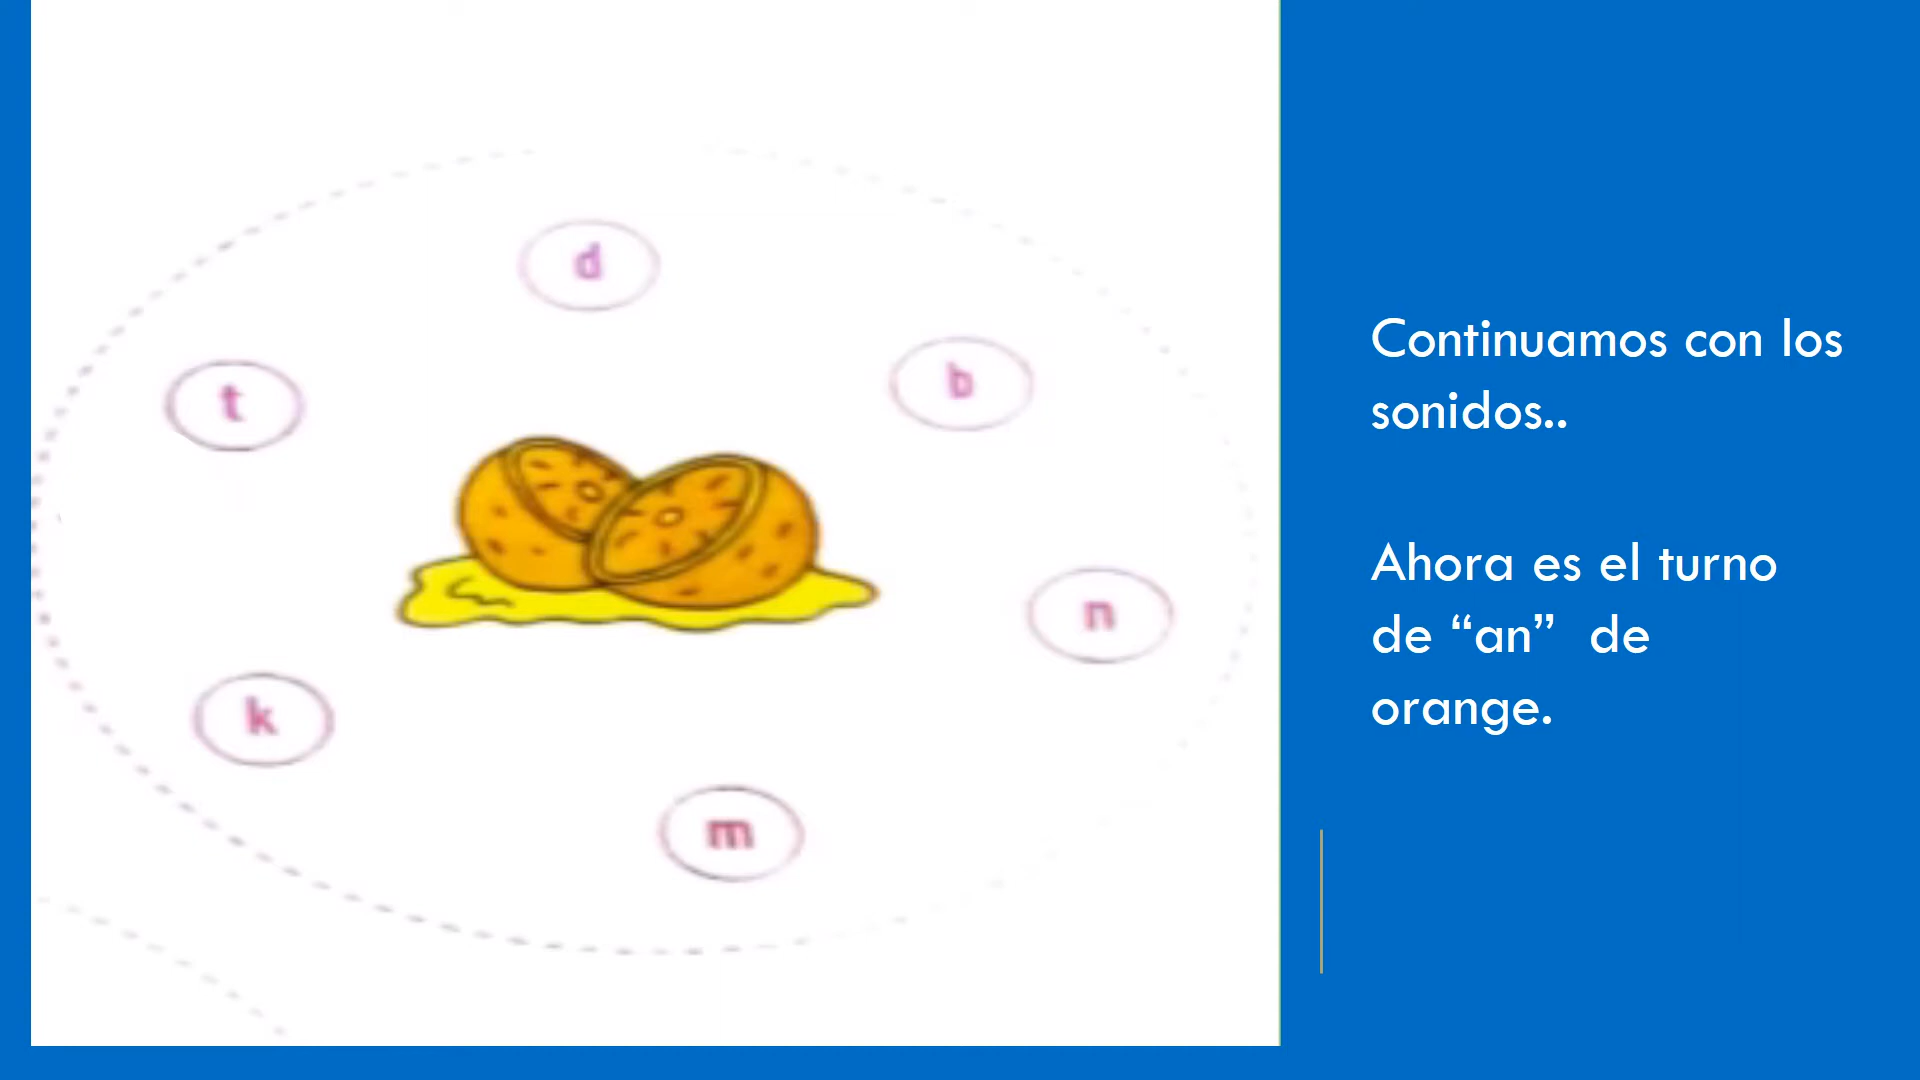 d
b
t
n
k
m
Continuamos con los
sonidos..
Ahora es el turno
de “an”  de
orange.